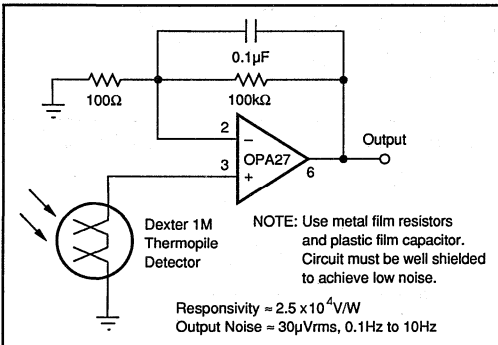 0.1µF
100Ω
100kΩ
2
3
–
+
OPA27
6
Output
Dexter 1M
Thermopile
Detector
NOTE: Use metal film resistors
and plastic film capacitor.
Circuit must be well shielded
to achieve low noise.
Responsivity ≈ 2.5 x10⁴V/W
Output Noise ≈ 30µVrms, 0.1Hz to 10Hz